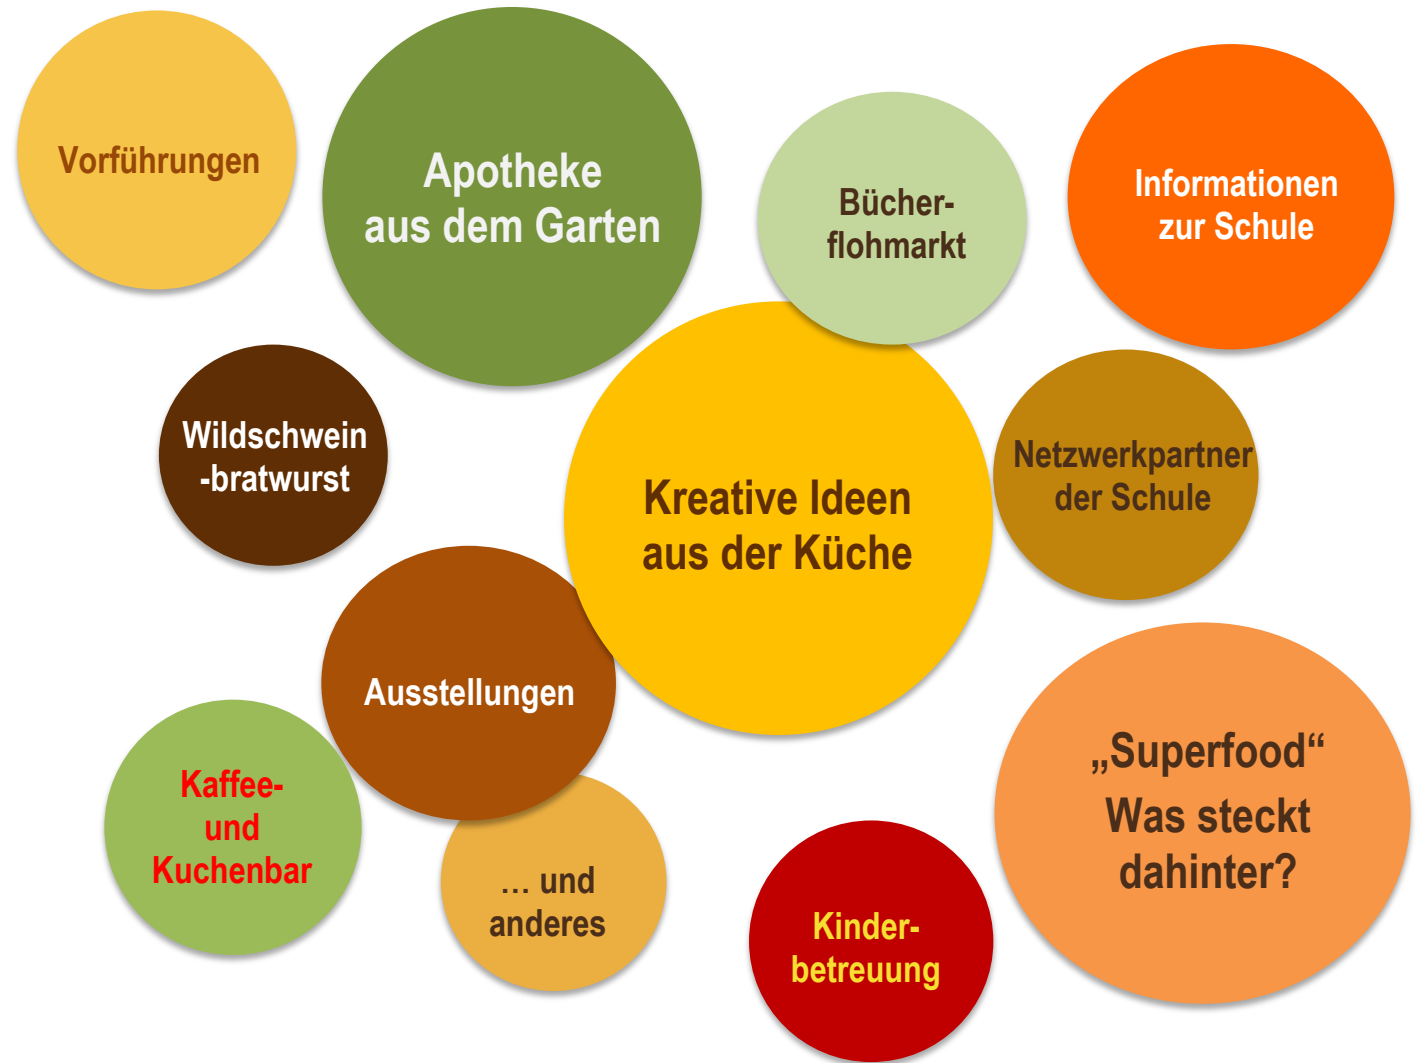 Vorführungen
Apotheke
aus dem Garten
Bücher-
flohmarkt
Informationen
zur Schule
Wildschwein
-bratwurst
Kreative Ideen
aus der Küche
Netzwerkpartner
der Schule
Ausstellungen
Kaffee-
und
Kuchenbar
… und
anderes
Kinder-
betreuung
„Superfood“
Was steckt
dahinter?